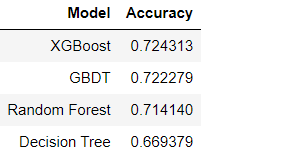 Model Accuracy
XGBoost 0.724313
GBDT 0.722279
Random Forest 0.714140
Decision Tree 0.669379